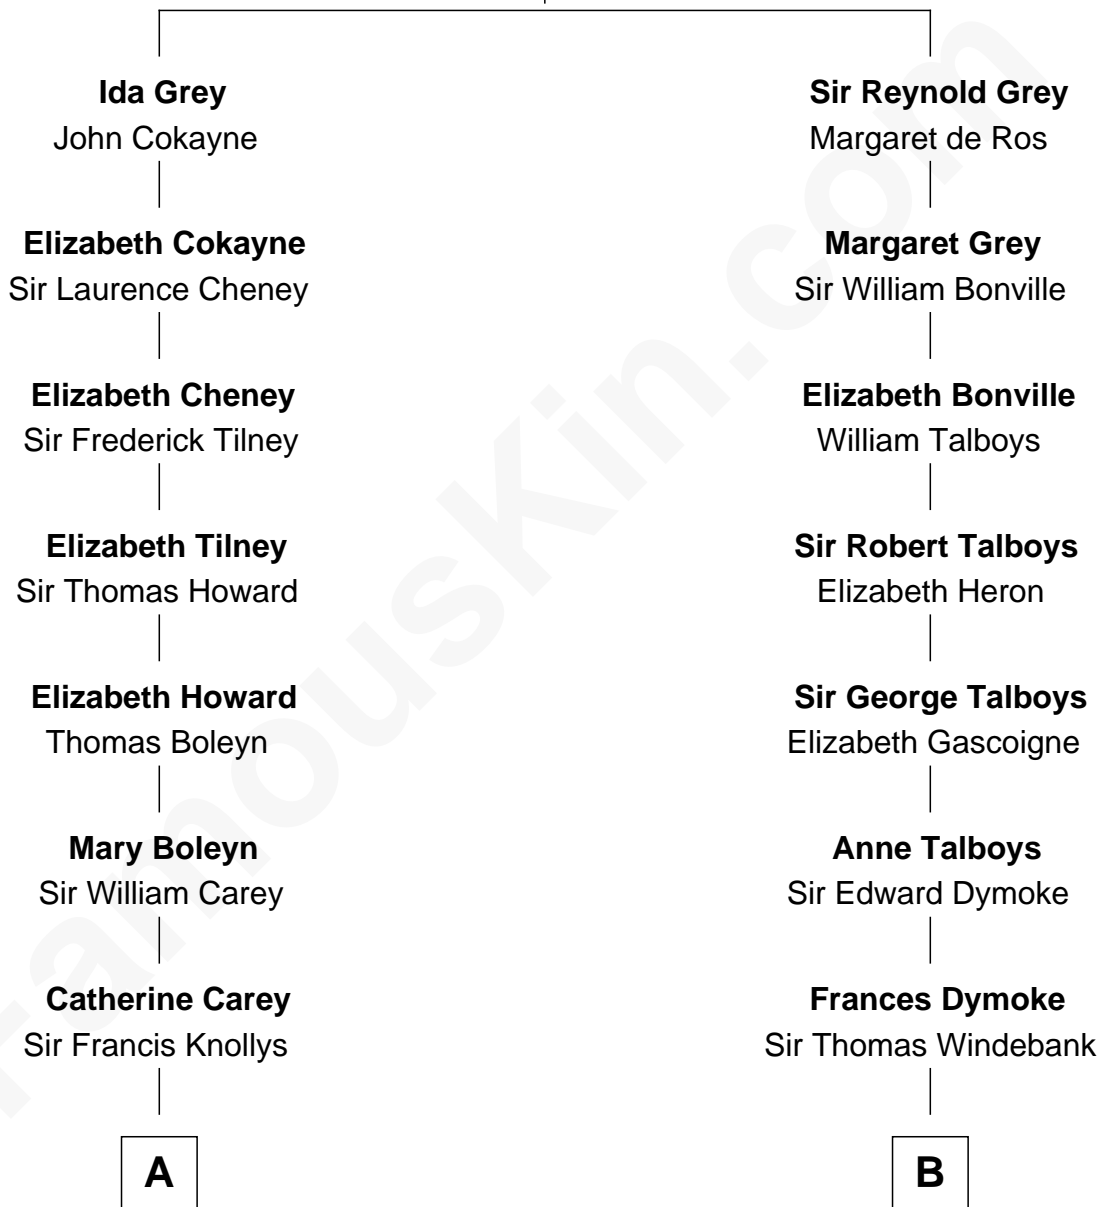 Ida Grey
John Cokayne
Elizabeth Cokayne
Sir Laurence Cheney
Elizabeth Cheney
Sir Frederick Tilney
Elizabeth Tilney
Sir Thomas Howard
Elizabeth Howard
Thomas Boleyn
Mary Boleyn
Sir William Carey
Catherine Carey
Sir Francis Knollys
A
Sir Reynold Grey
Margaret de Ros
Margaret Grey
Sir William Bonville
Elizabeth Bonville
William Talboys
Sir Robert Talboys
Elizabeth Heron
Sir George Talboys
Elizabeth Gascoigne
Anne Talboys
Sir Edward Dymoke
Frances Dymoke
Sir Thomas Windebank
B
FamousKin.com